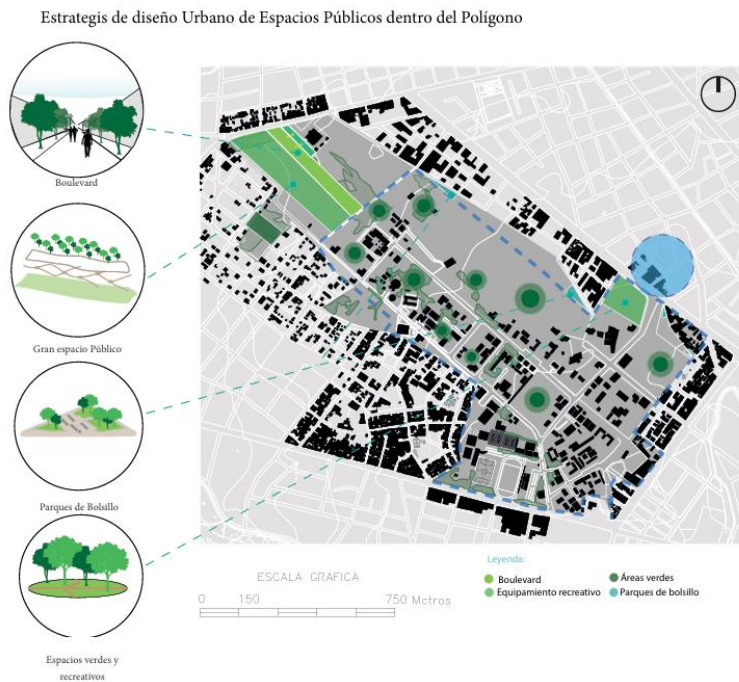 Estrategis de diseño Urbano de Espacios Públicos dentro del Polígono
Boulevard
Gran espacio Público
Parques de Bolsillo
Espacios verdes y
recreativos
ESCALA GRAFICA
0 150 750 Metros
Leyenda:
Boulevard
Equipamiento recreativo
Áreas verdes
Parques de bolsillo